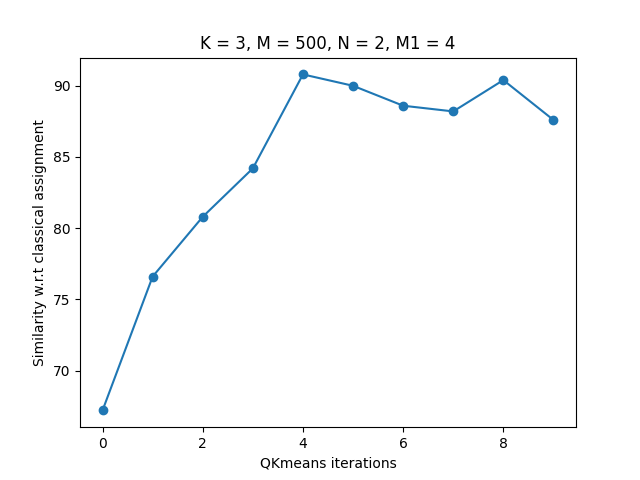 K = 3, M = 500, N = 2, M1 = 4
Similarity w.r.t classical assignment
90
85
80
75
70
0 2 4 6 8
QKmeans iterations